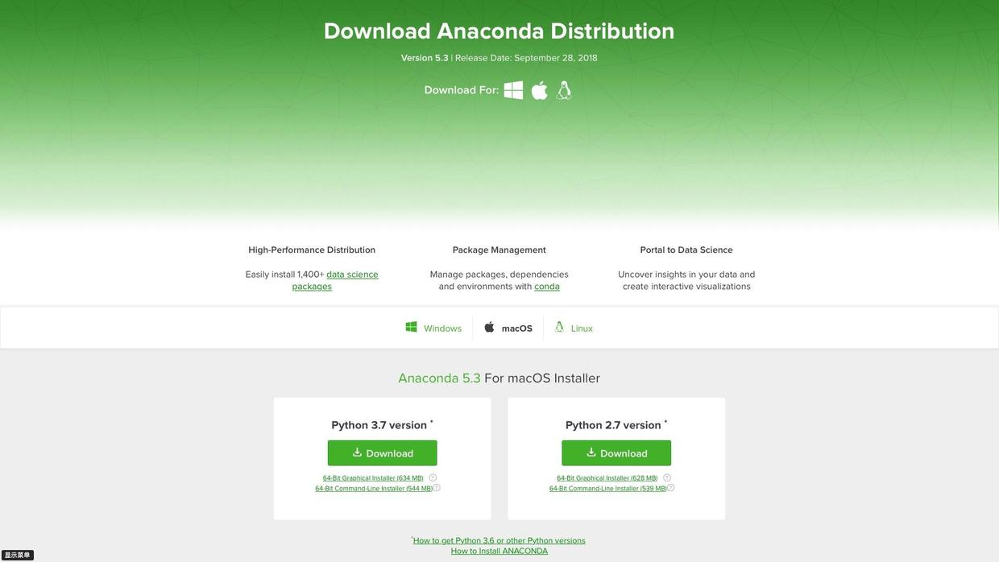 Download Anaconda Distribution
Version 5.3 | Release Date: September 28, 2018
Download For:
High-Performance Distribution
Easily install 1,400+ data science
packages
Package Management
Manage packages, dependencies
and environments with conda
Portal to Data Science
Uncover insights in your data and
create interactive visualizations
Windows
macOS
Linux
Anaconda 5.3 For macOS Installer
Python 3.7 version *
Download
64-Bit Graphical Installer (634 MB) ?
64-Bit Command-Line Installer (544 MB) ?
Python 2.7 version *
Download
64-Bit Graphical Installer (628 MB) ?
64-Bit Command-Line Installer (539 MB) ?
*How to get Python 3.6 or other Python versions
How to Install ANACONDA
显示菜单